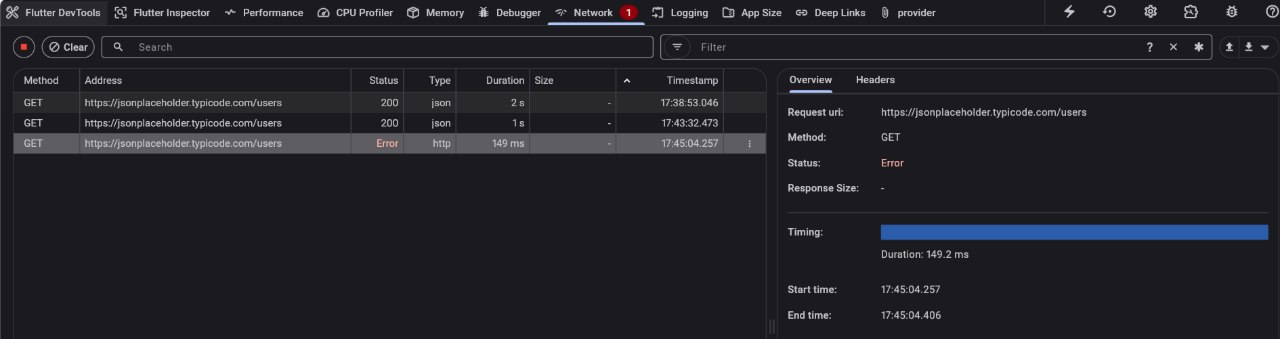 Flutter DevTools Flutter Inspector Performance CPU Profiler Memory Debugger Network 1 Logging App Size Deep Links provider
Clear Search Filter ?
Method Address Status Type Duration Size Timestamp
GET https://jsonplaceholder.typicode.com/users 200 json 2 s - 17:38:53.046
GET https://jsonplaceholder.typicode.com/users 200 json 1 s - 17:43:32.473
GET https://jsonplaceholder.typicode.com/users Error http 149 ms - 17:45:04.257
Overview Headers
Request uri: https://jsonplaceholder.typicode.com/users
Method: GET
Status: Error
Response Size: -
Timing:
Duration: 149.2 ms
Start time: 17:45:04.257
End time: 17:45:04.406